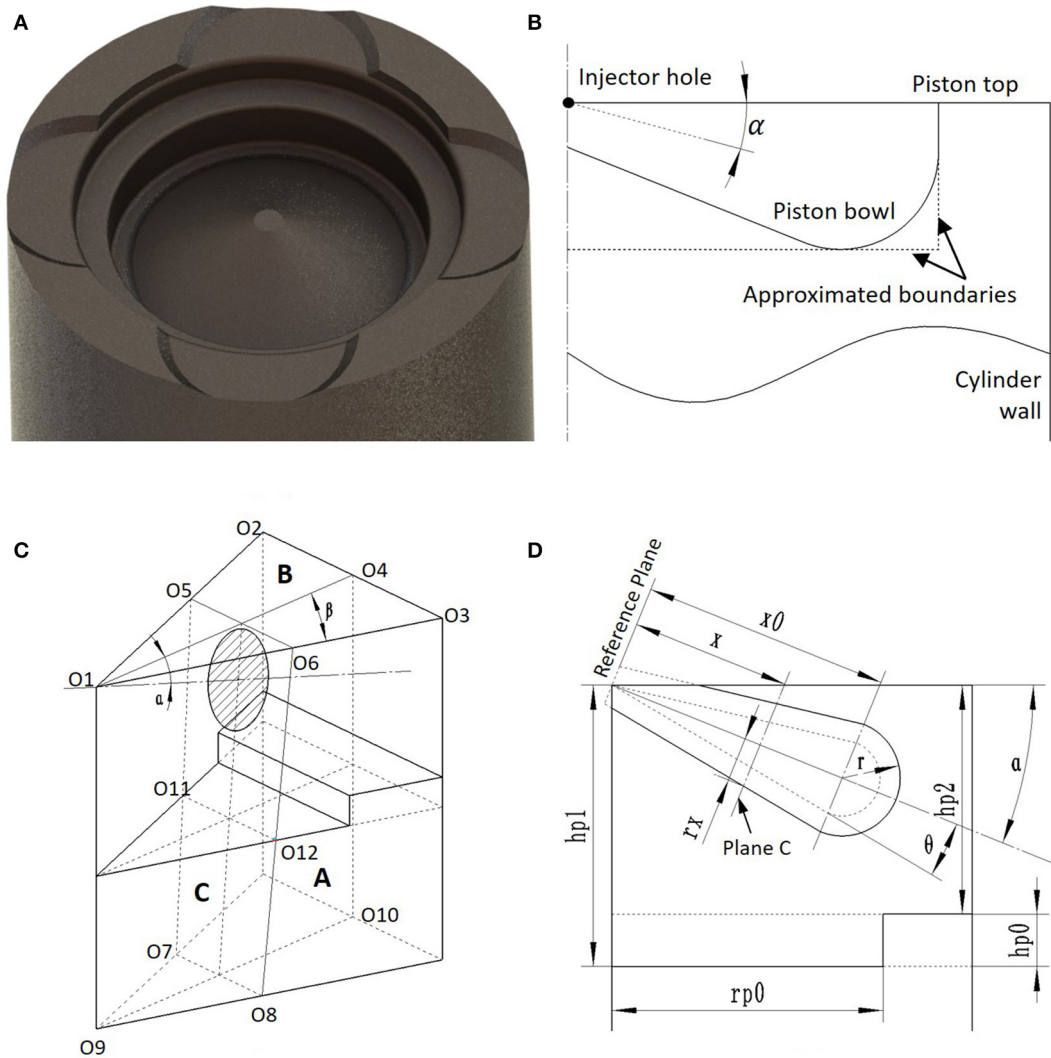 A
B
Injector hole
Piston top
α
Piston bowl
Approximated boundaries
Cylinder
wall
C
O2
B
O4
O5
β
O3
O6
O1
α
O11
O12
A
C
O10
O7
O8
O9
D
Reference Plane
x0
x
r
α
hp1
hp2
rx
Plane C
θ
hp0
rp0